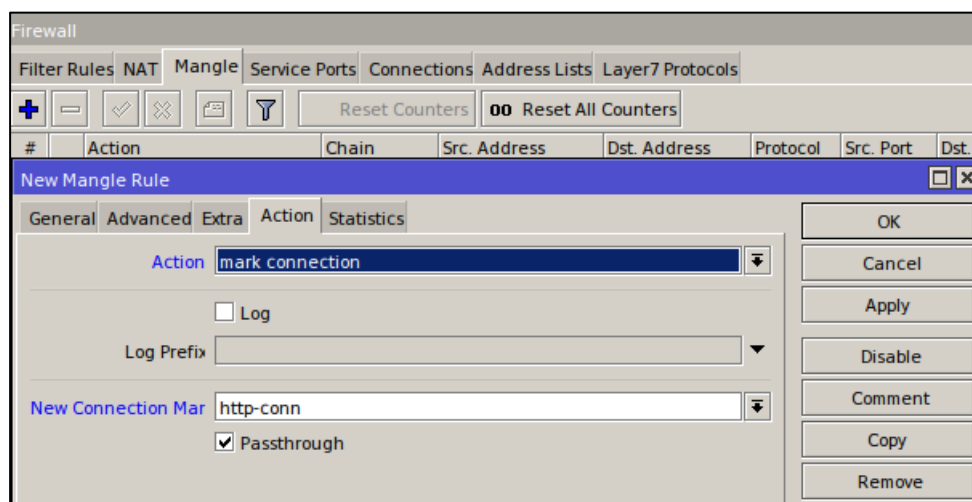 Firewall
Filter Rules NAT Mangle Service Ports Connections Address Lists Layer7 Protocols
Reset Counters 00 Reset All Counters
# Action Chain Src. Address Dst. Address Protocol Src. Port Dst.
New Mangle Rule
General Advanced Extra Action Statistics
OK
Action mark connection
Cancel
Log
Apply
Log Prefix
Disable
New Connection Mar http-conn
Comment
Passthrough
Copy
Remove